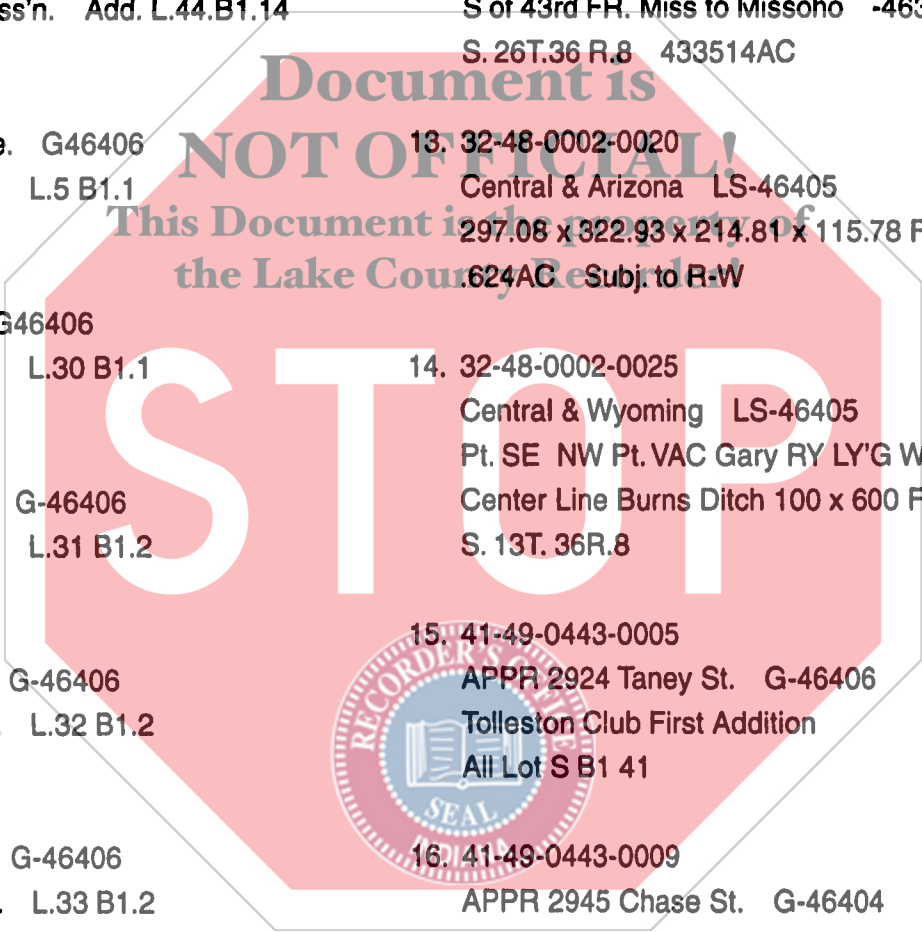 ss'n. Add. L.44.B1.14
e. G46406
L.5 B1.1
G46406
L.30 B1.1
G-46406
L.31 B1.2
G-46406
L.32 B1.2
G-46406
L.33 B1.2
S of 43rd FR. Miss to Missoho -463
S. 26T.36 R.8 433514AC
13. 32-48-0002-0020
Central & Arizona LS-46405
297.08 x 322.93 x 214.81 x 115.78 F
.624AC Subj. to R-W
14. 32-48-0002-0025
Central & Wyoming LS-46405
Pt. SE NW Pt. VAC Gary RY LY'G W
Center Line Burns Ditch 100 x 600 F
S. 13T. 36R.8
15. 41-49-0443-0005
APPR 2924 Taney St. G-46406
Tolleston Club First Addition
All Lot S B1 41
16. 41-49-0443-0009
APPR 2945 Chase St. G-46404
Document is
NOT OFFICIAL!
This Document is the property of
the Lake County Recorder!
STOP
RECORDER'S OFFICE
SEAL
INDIANA